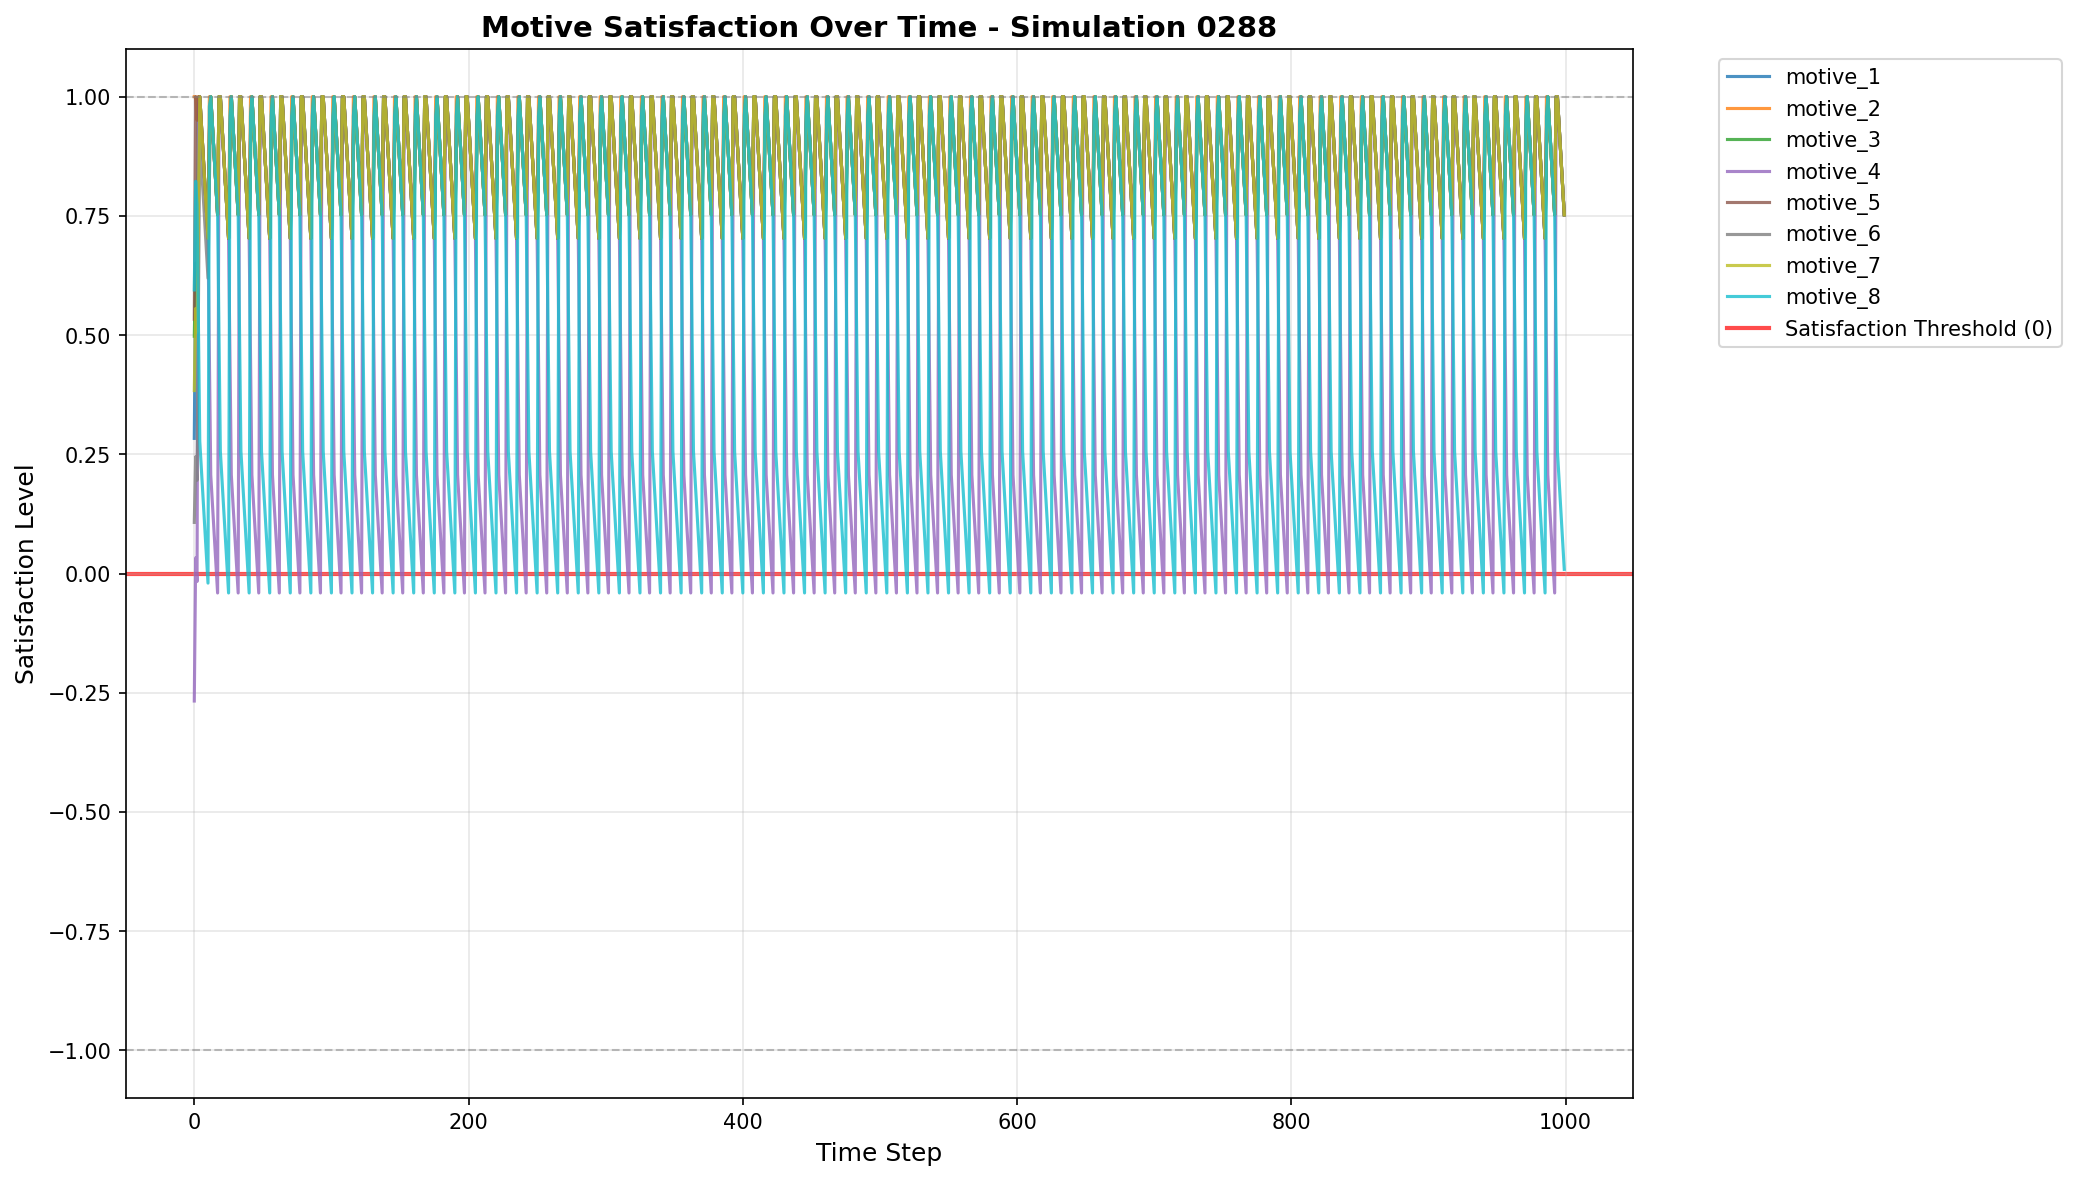 Motive Satisfaction Over Time - Simulation 0288
Satisfaction Level
1.00
0.75
0.50
0.25
0.00
−0.25
−0.50
−0.75
−1.00
0
200
400
600
800
1000
Time Step
motive_1
motive_2
motive_3
motive_4
motive_5
motive_6
motive_7
motive_8
Satisfaction Threshold (0)